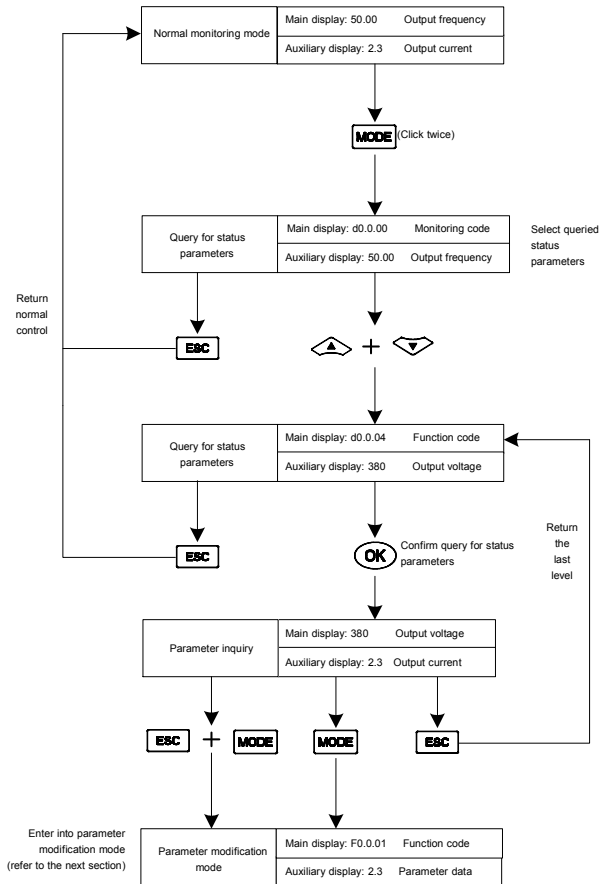 Normal monitoring mode
Main display: 50.00 Output frequency
Auxiliary display: 2.3 Output current
MODE (Click twice)
Query for status
parameters
Main display: d0.0.00 Monitoring code
Auxiliary display: 50.00 Output frequency
Select queried
status
parameters
Return
normal
control
ESC
+
Query for status
parameters
Main display: d0.0.04 Function code
Auxiliary display: 380 Output voltage
ESC
OK
Confirm query for status
parameters
Return
the
last
level
Parameter inquiry
Main display: 380 Output voltage
Auxiliary display: 2.3 Output current
ESC + MODE
MODE
ESC
Enter into parameter
modification mode
(refer to the next section)
Parameter modification
mode
Main display: F0.0.01 Function code
Auxiliary display: 2.3 Parameter data